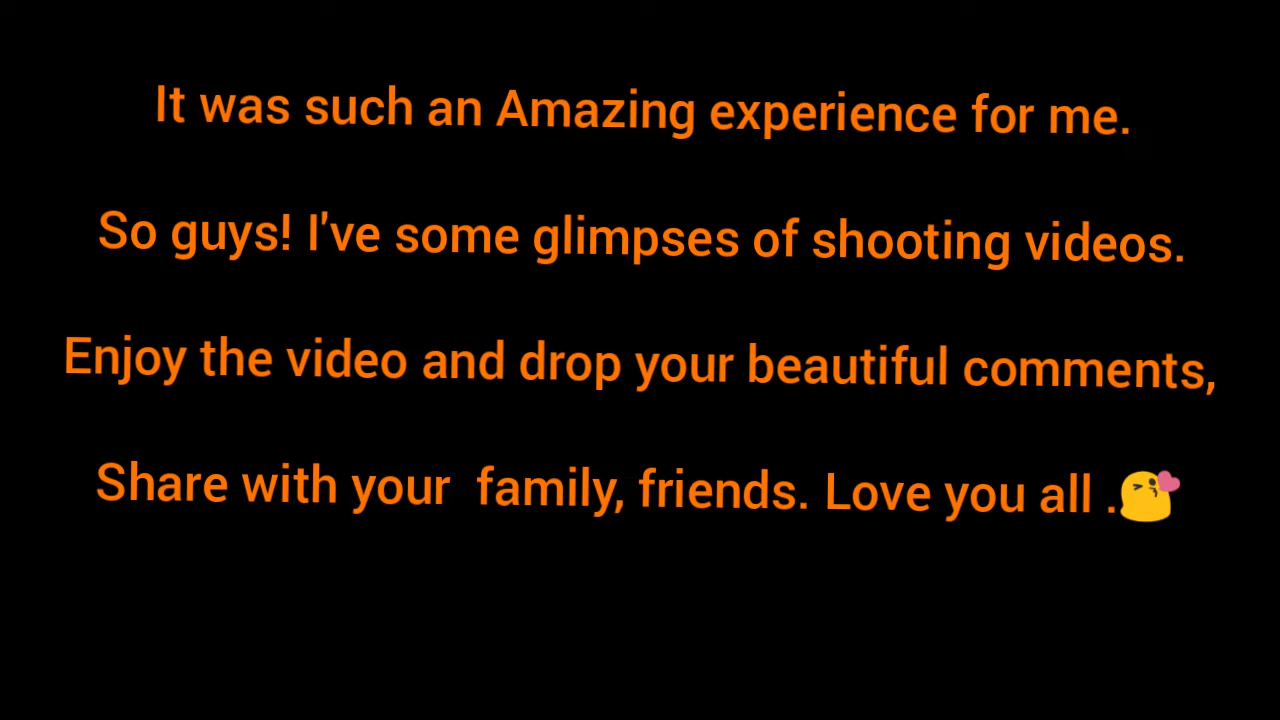 It was such an Amazing experience for me.
So guys! I've some glimpses of shooting videos.
Enjoy the video and drop your beautiful comments,
Share with your  family, friends. Love you all .😘